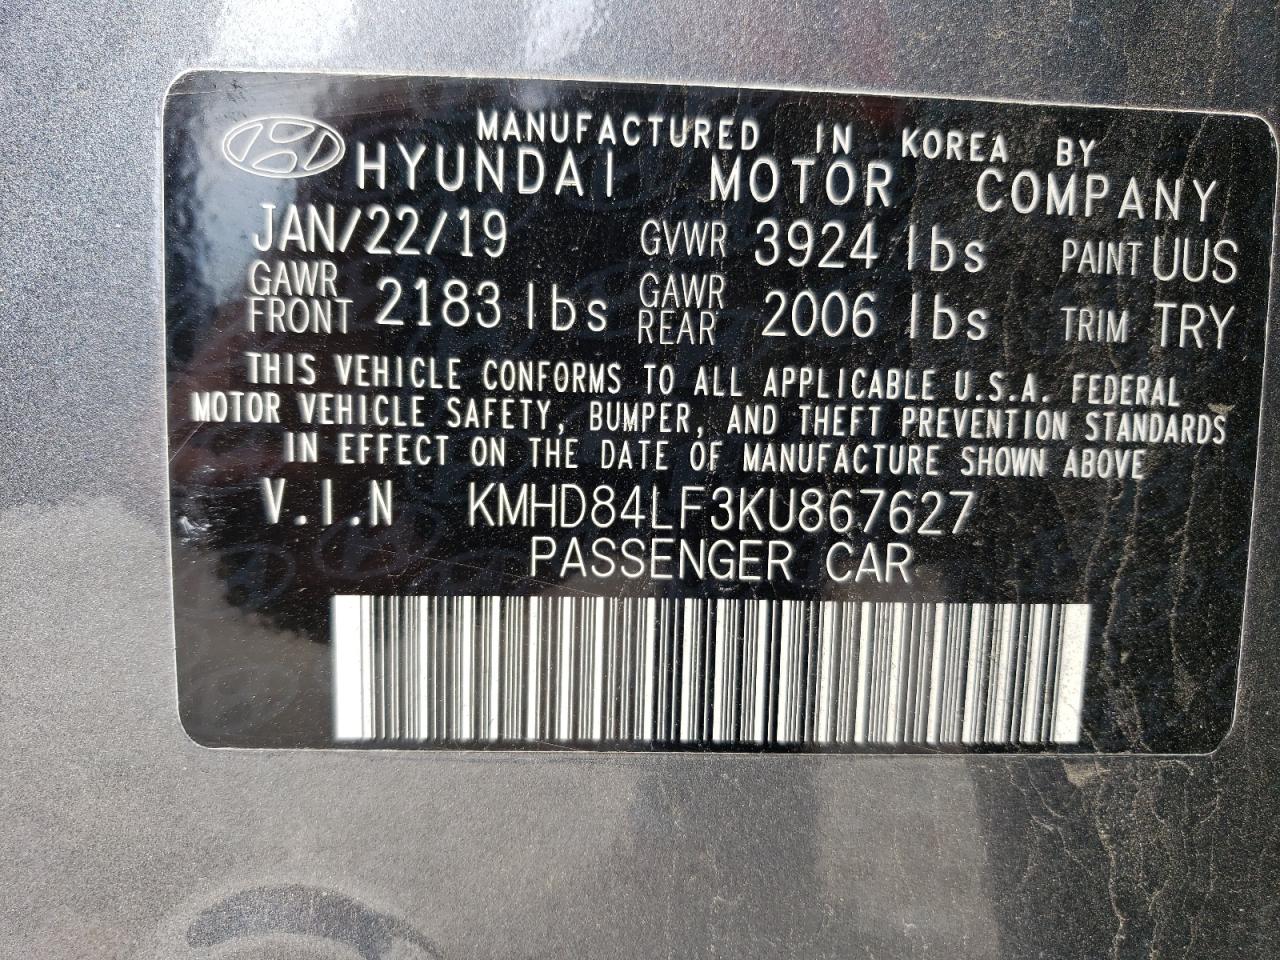 MANUFACTURED IN KOREA BY
HYUNDAI MOTOR COMPANY
JAN/22/19 GVWR 3924 lbs PAINT UUS
GAWR FRONT 2183 lbs GAWR REAR 2006 lbs TRIM TRY
THIS VEHICLE CONFORMS TO ALL APPLICABLE U.S.A. FEDERAL
MOTOR VEHICLE SAFETY, BUMPER, AND THEFT PREVENTION STANDARDS
IN EFFECT ON THE DATE OF MANUFACTURE SHOWN ABOVE
V.I.N KMHD84LF3KU867627
PASSENGER CAR